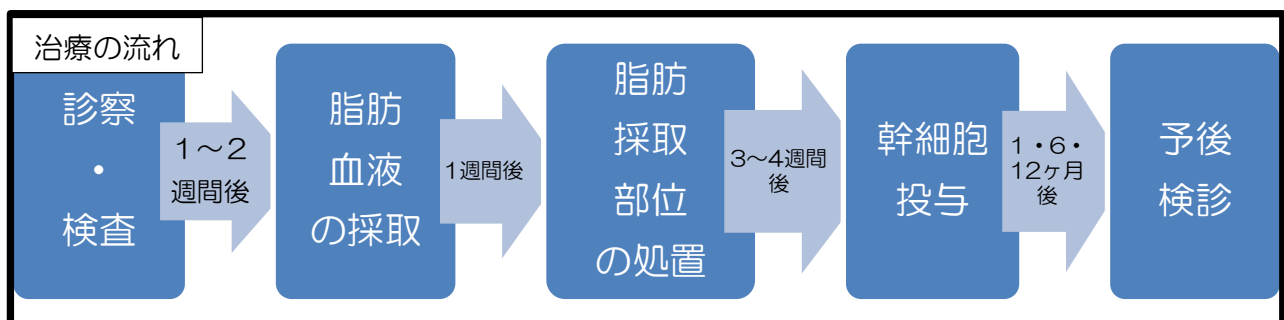 治療の流れ
診察
・
検査
１～２
週間後
脂肪
血液
の採取
1週間後
脂肪
採取
部位
の処置
3～4週間
後
幹細胞
投与
1・6・
12ヶ月
後
予後
検診